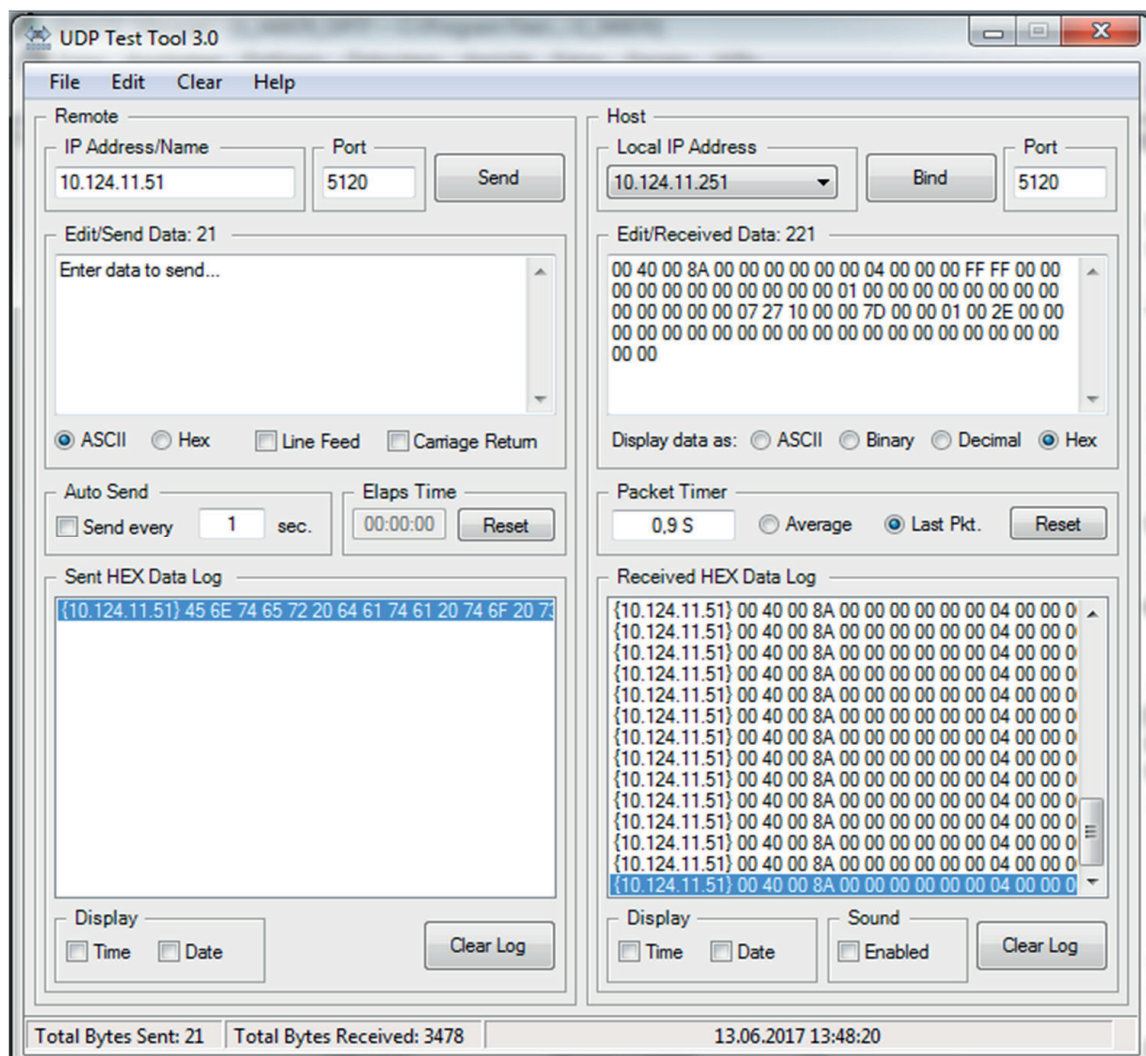 UDP Test Tool 3.0
File Edit Clear Help
Remote
IP Address/Name
Port
10.124.11.51
5120
Send
Edit/Send Data: 21
Enter data to send...
ASCII
Hex
Line Feed
Carriage Return
Auto Send
Send every
1
sec.
Elaps Time
00:00:00
Reset
Sent HEX Data Log
{10.124.11.51} 45 6E 74 65 72 20 64 61 74 61 20 74 6F 20 73
Display
Time
Date
Clear Log
Host
Local IP Address
Port
10.124.11.251
Bind
5120
Edit/Received Data: 221
00 40 00 8A 00 00 00 00 00 00 04 00 00 00 FF FF 00 00
00 00 00 00 00 00 00 00 00 01 00 00 00 00 00 00 00 00
00 00 00 00 00 07 27 10 00 00 7D 00 00 01 00 2E 00 00
00 00 00 00 00 00 00 00 00 00 00 00 00 00 00 00 00 00
00 00
Display data as:
ASCII
Binary
Decimal
Hex
Packet Timer
0,9 S
Average
Last Pkt.
Reset
Received HEX Data Log
{10.124.11.51} 00 40 00 8A 00 00 00 00 00 00 04 00 00 0
{10.124.11.51} 00 40 00 8A 00 00 00 00 00 00 04 00 00 0
{10.124.11.51} 00 40 00 8A 00 00 00 00 00 00 04 00 00 0
{10.124.11.51} 00 40 00 8A 00 00 00 00 00 00 04 00 00 0
{10.124.11.51} 00 40 00 8A 00 00 00 00 00 00 04 00 00 0
{10.124.11.51} 00 40 00 8A 00 00 00 00 00 00 04 00 00 0
{10.124.11.51} 00 40 00 8A 00 00 00 00 00 00 04 00 00 0
{10.124.11.51} 00 40 00 8A 00 00 00 00 00 00 04 00 00 0
{10.124.11.51} 00 40 00 8A 00 00 00 00 00 00 04 00 00 0
{10.124.11.51} 00 40 00 8A 00 00 00 00 00 00 04 00 00 0
{10.124.11.51} 00 40 00 8A 00 00 00 00 00 00 04 00 00 0
{10.124.11.51} 00 40 00 8A 00 00 00 00 00 00 04 00 00 0
{10.124.11.51} 00 40 00 8A 00 00 00 00 00 00 04 00 00 0
{10.124.11.51} 00 40 00 8A 00 00 00 00 00 00 04 00 00 0
Display
Time
Date
Sound
Enabled
Clear Log
Total Bytes Sent: 21
Total Bytes Received: 3478
13.06.2017 13:48:20